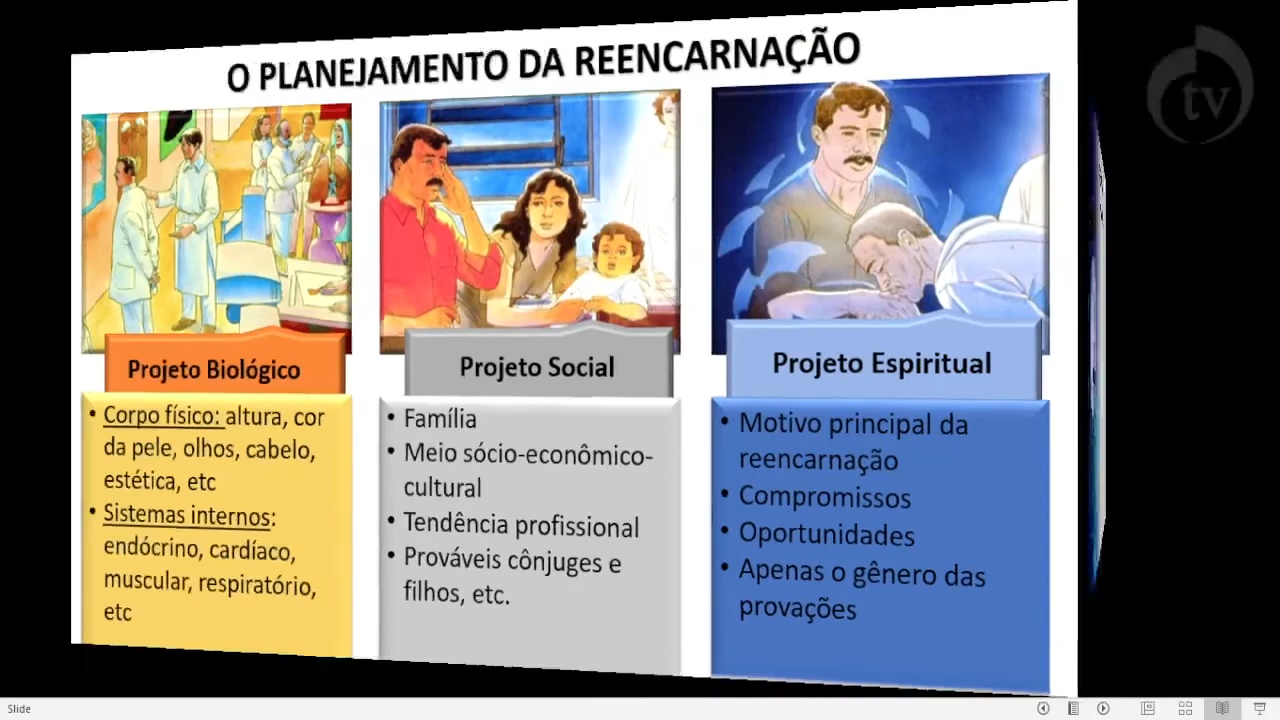 O PLANEJAMENTO DA REENCARNAÇÃO
tv
Projeto Biológico
• Corpo físico: altura, cor
da pele, olhos, cabelo,
estética, etc
• Sistemas internos:
endócrino, cardíaco,
muscular, respiratório,
etc
Projeto Social
• Família
• Meio sócio-econômico-
cultural
• Tendência profissional
• Prováveis cônjuges e
filhos, etc.
Projeto Espiritual
• Motivo principal da
reencarnação
• Compromissos
• Oportunidades
• Apenas o gênero das
provações
Slide